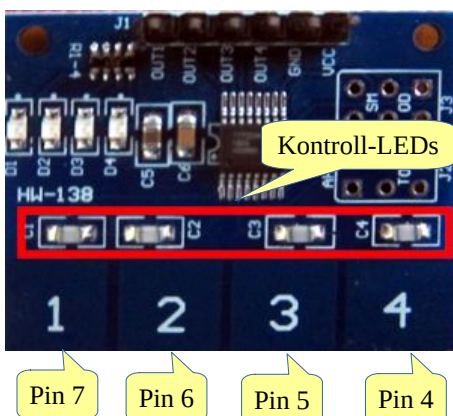 J1
R1-4
OUT1 OUT2 OUT3 OUT4 GND VCC
SM OD J3
D1 D2 D3 D4
C5 C6
Kontroll-LEDs
TO
HW-138
C1 C2 C3 C4
1 2 3 4
Pin 7 Pin 6 Pin 5 Pin 4